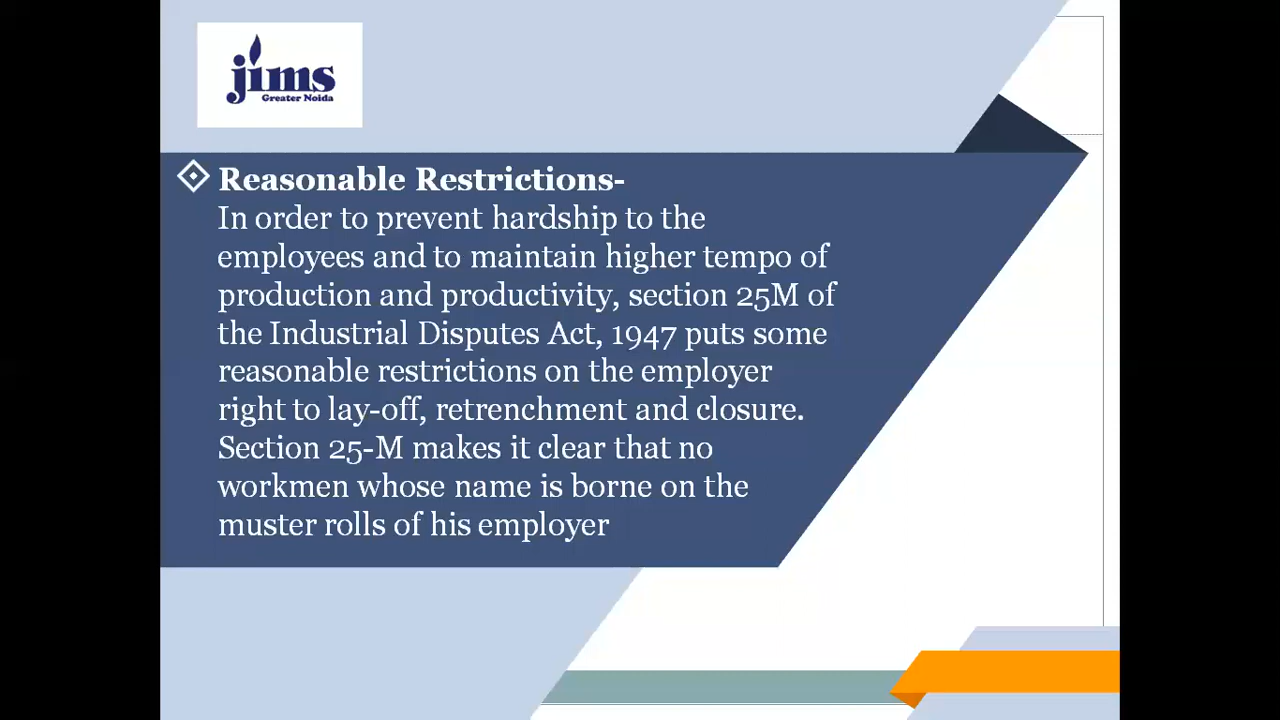 jims
Greater Noida
Reasonable Restrictions-
In order to prevent hardship to the
employees and to maintain higher tempo of
production and productivity, section 25M of
the Industrial Disputes Act, 1947 puts some
reasonable restrictions on the employer
right to lay-off, retrenchment and closure.
Section 25-M makes it clear that no
workmen whose name is borne on the
muster rolls of his employer